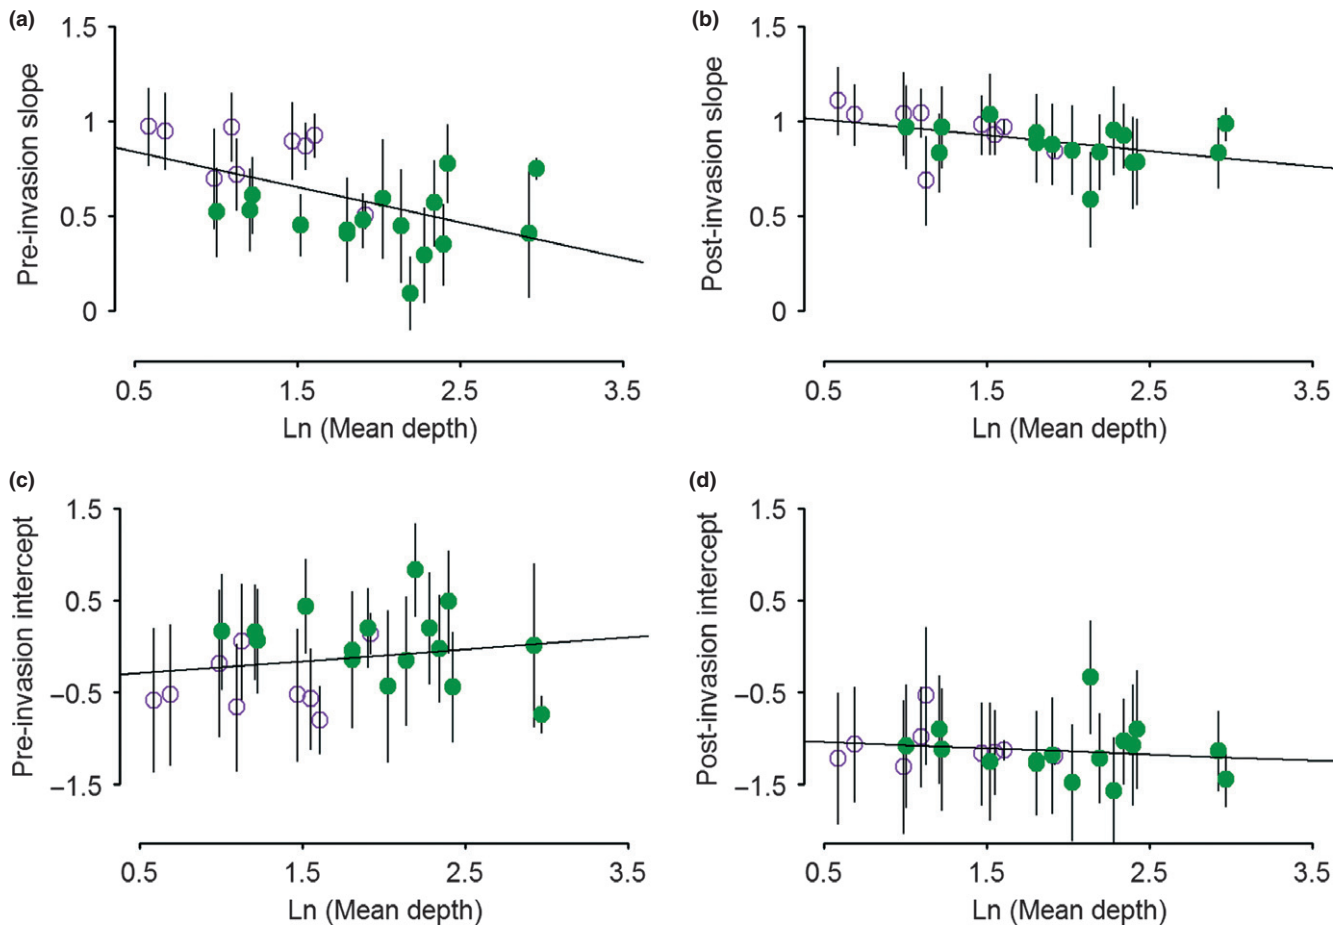 (a)
1.5
1
0.5
0
Pre-invasion slope
0.5 1.5 2.5 3.5
Ln (Mean depth)
(b)
1.5
1
0.5
0
Post-invasion slope
0.5 1.5 2.5 3.5
Ln (Mean depth)
(c)
1.5
0.5
−0.5
−1.5
Pre-invasion intercept
0.5 1.5 2.5 3.5
Ln (Mean depth)
(d)
1.5
0.5
−0.5
−1.5
Post-invasion intercept
0.5 1.5 2.5 3.5
Ln (Mean depth)